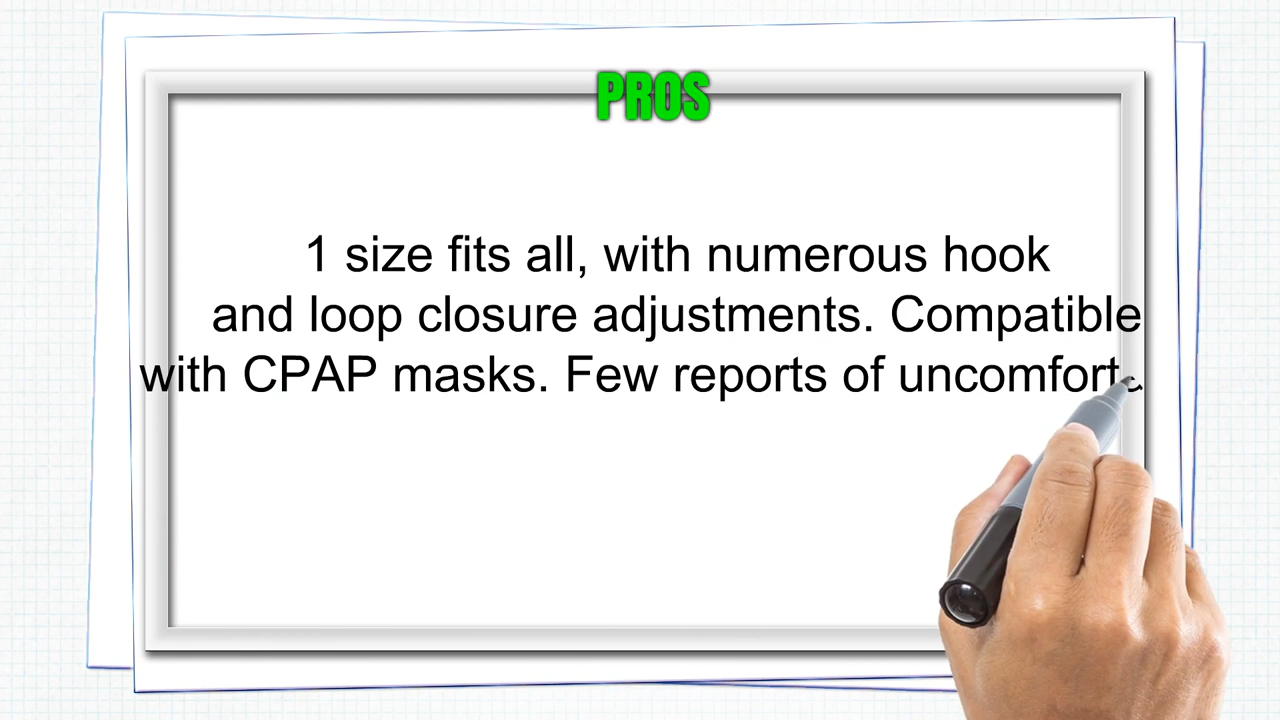 PROS
1 size fits all, with numerous hook
and loop closure adjustments. Compatible
with CPAP masks. Few reports of